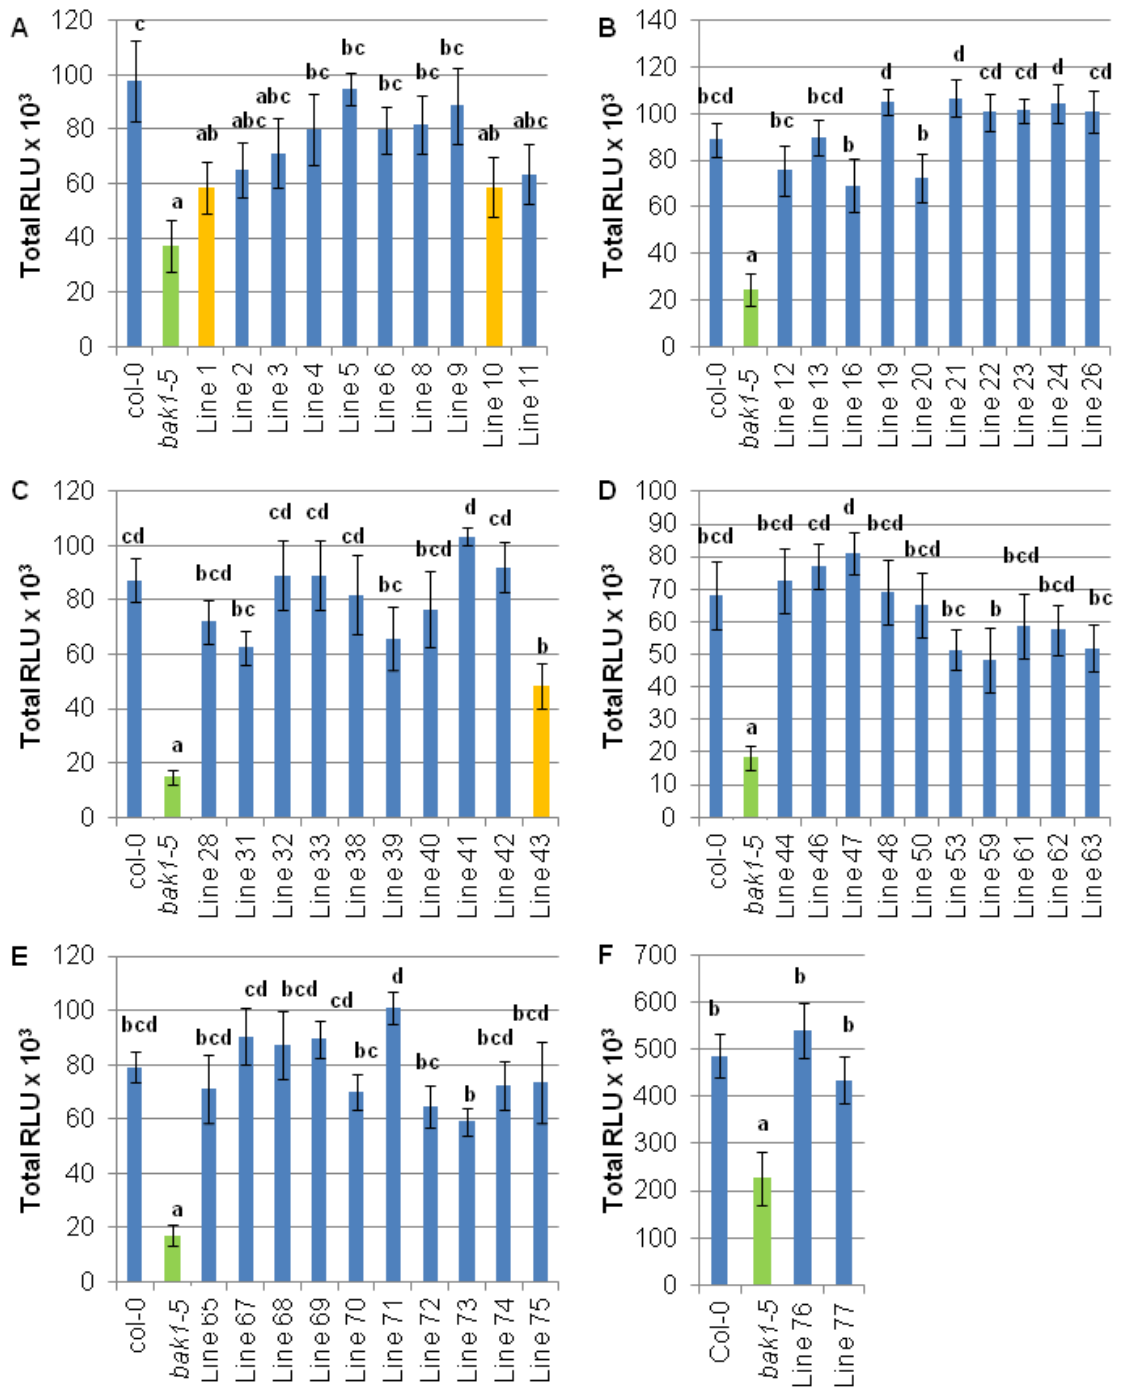 A
Total RLU x 10³
120
100
80
60
40
20
0
c
a
ab
abc
abc
bc
bc
bc
bc
bc
ab
abc
col-0
bak1-5
Line 1
Line 2
Line 3
Line 4
Line 5
Line 6
Line 8
Line 9
Line 10
Line 11
B
Total RLU x 10³
140
120
100
80
60
40
20
0
bcd
a
bc
bcd
b
d
b
d
cd
cd
d
cd
col-0
bak1-5
Line 12
Line 13
Line 16
Line 19
Line 20
Line 21
Line 22
Line 23
Line 24
Line 26
C
Total RLU x 10³
120
100
80
60
40
20
0
cd
a
bcd
bc
cd
cd
cd
bc
bcd
d
cd
b
col-0
bak1-5
Line 28
Line 31
Line 32
Line 33
Line 38
Line 39
Line 40
Line 41
Line 42
Line 43
D
Total RLU x 10³
100
90
80
70
60
50
40
30
20
10
0
bcd
a
bcd
cd
d
bcd
bcd
bc
b
bcd
bcd
bc
col-0
bak1-5
Line 44
Line 46
Line 47
Line 48
Line 50
Line 53
Line 59
Line 61
Line 62
Line 63
E
Total RLU x 10³
120
100
80
60
40
20
0
bcd
a
bcd
cd
bcd
cd
bc
d
bc
b
bcd
bcd
col-0
bak1-5
Line 65
Line 67
Line 68
Line 69
Line 70
Line 71
Line 72
Line 73
Line 74
Line 75
F
Total RLU x 10³
700
600
500
400
300
200
100
0
b
a
b
b
Col-0
bak1-5
Line 76
Line 77